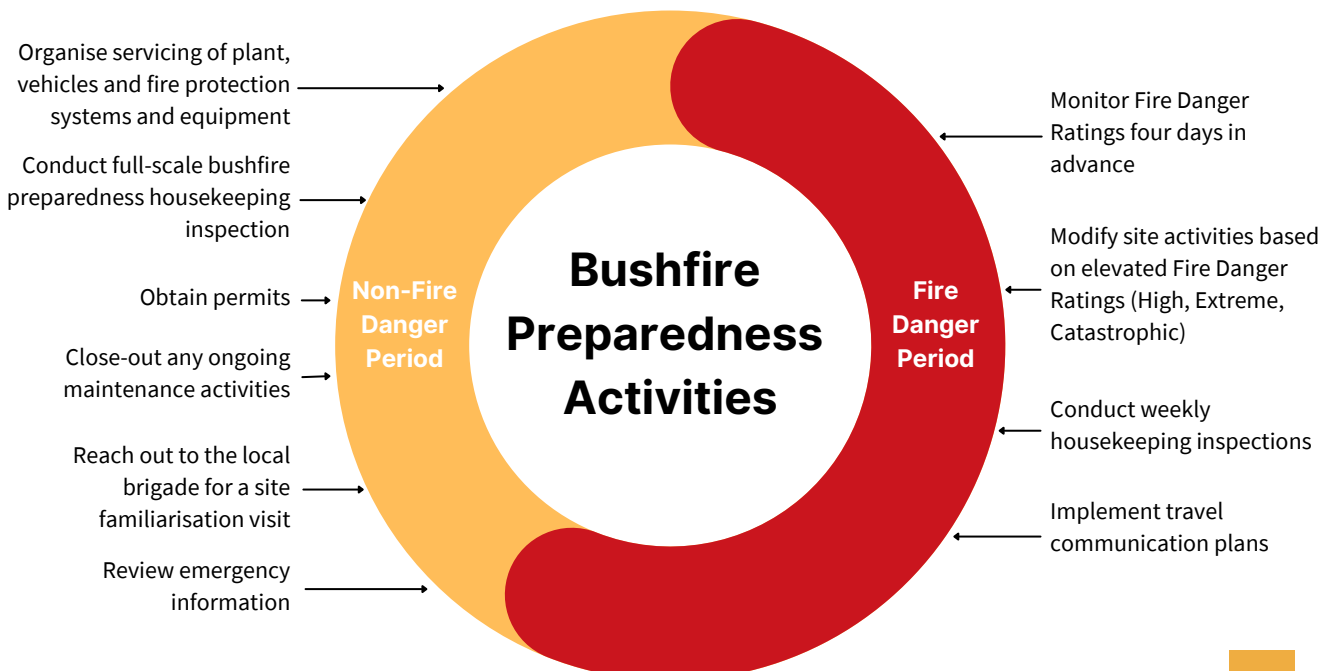 Organise servicing of plant,
vehicles and fire protection
systems and equipment
Conduct full-scale bushfire
preparedness housekeeping
inspection
Obtain permits
Close-out any ongoing
maintenance activities
Reach out to the local
brigade for a site
familiarisation visit
Review emergency
information
Non-Fire
Danger
Period
Bushfire
Preparedness
Activities
Fire
Danger
Period
Monitor Fire Danger
Ratings four days in
advance
Modify site activities based
on elevated Fire Danger
Ratings (High, Extreme,
Catastrophic)
Conduct weekly
housekeeping inspections
Implement travel
communication plans